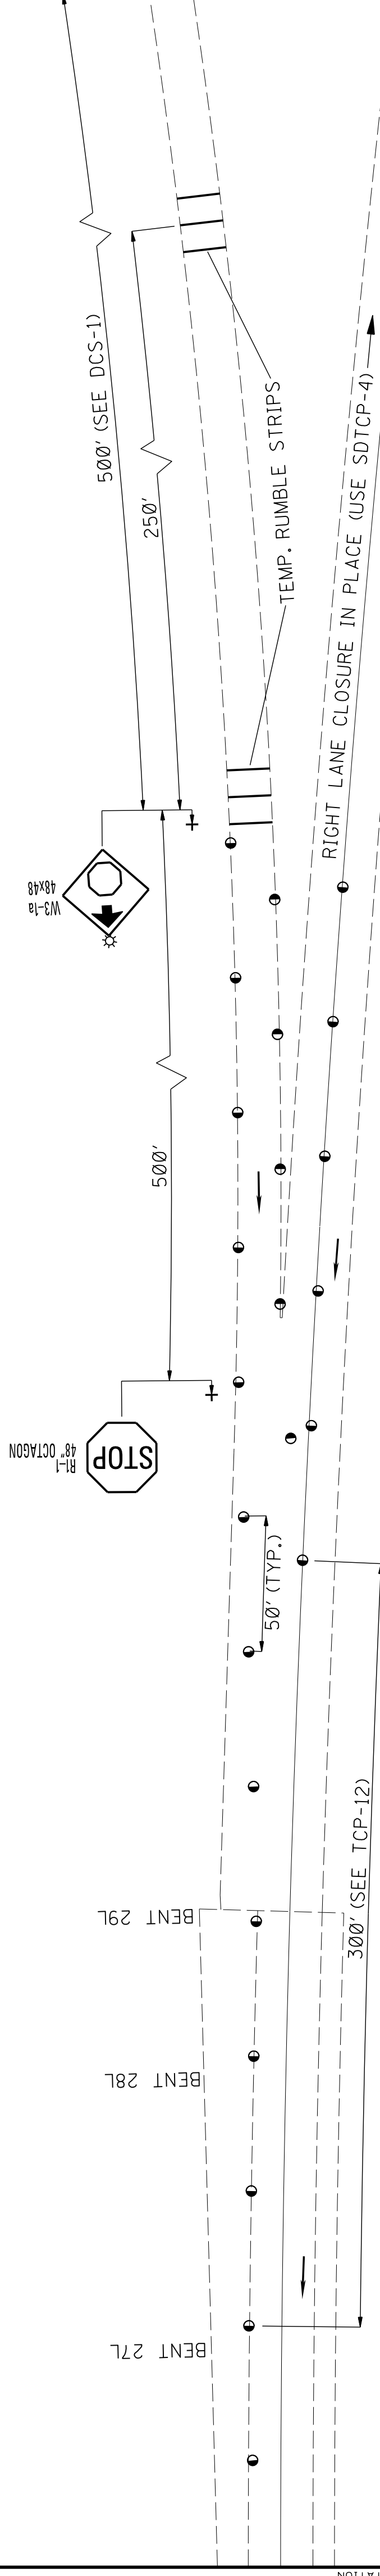 500' (SEE DCS-1)
250'
TEMP. RUMBLE STRIPS
RIGHT LANE CLOSURE IN PLACE (USE SDTCP-4)
W3-1a
48x48
500'
R1-1
48" OCTAGON
STOP
50' (TYP.)
300' (SEE TCP-12)
BENT 29L
BENT 28L
BENT 27L